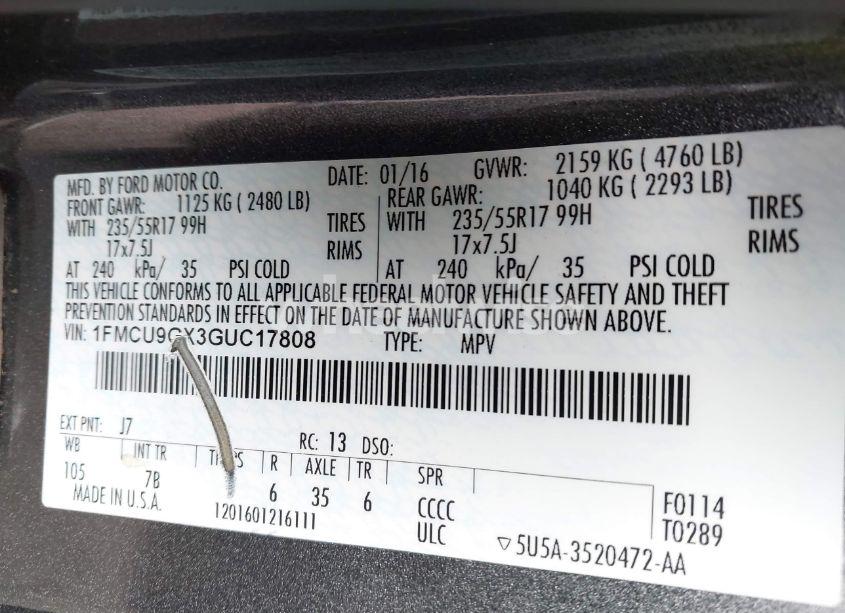 MFD. BY FORD MOTOR CO. DATE: 01/16 GVWR: 2159 KG ( 4760 LB)
FRONT GAWR: 1125 KG ( 2480 LB) REAR GAWR: 1040 KG ( 2293 LB)
WITH 235/55R17 99H TIRES WITH 235/55R17 99H TIRES
17x7.5J RIMS 17x7.5J RIMS
AT 240 kPa/ 35 PSI COLD AT 240 kPa/ 35 PSI COLD
THIS VEHICLE CONFORMS TO ALL APPLICABLE FEDERAL MOTOR VEHICLE SAFETY AND THEFT
PREVENTION STANDARDS IN EFFECT ON THE DATE OF MANUFACTURE SHOWN ABOVE.
VIN: 1FMCU9GX3GUC17808 TYPE: MPV
EXT PNT: J7 RC: 13 DSO:
WB INT TR R AXLE TR SPR
105 7B 6 35 6 CCCC F0114
MADE IN U.S.A. 1201601216111 ULC T0289
5U5A-3520472-AA